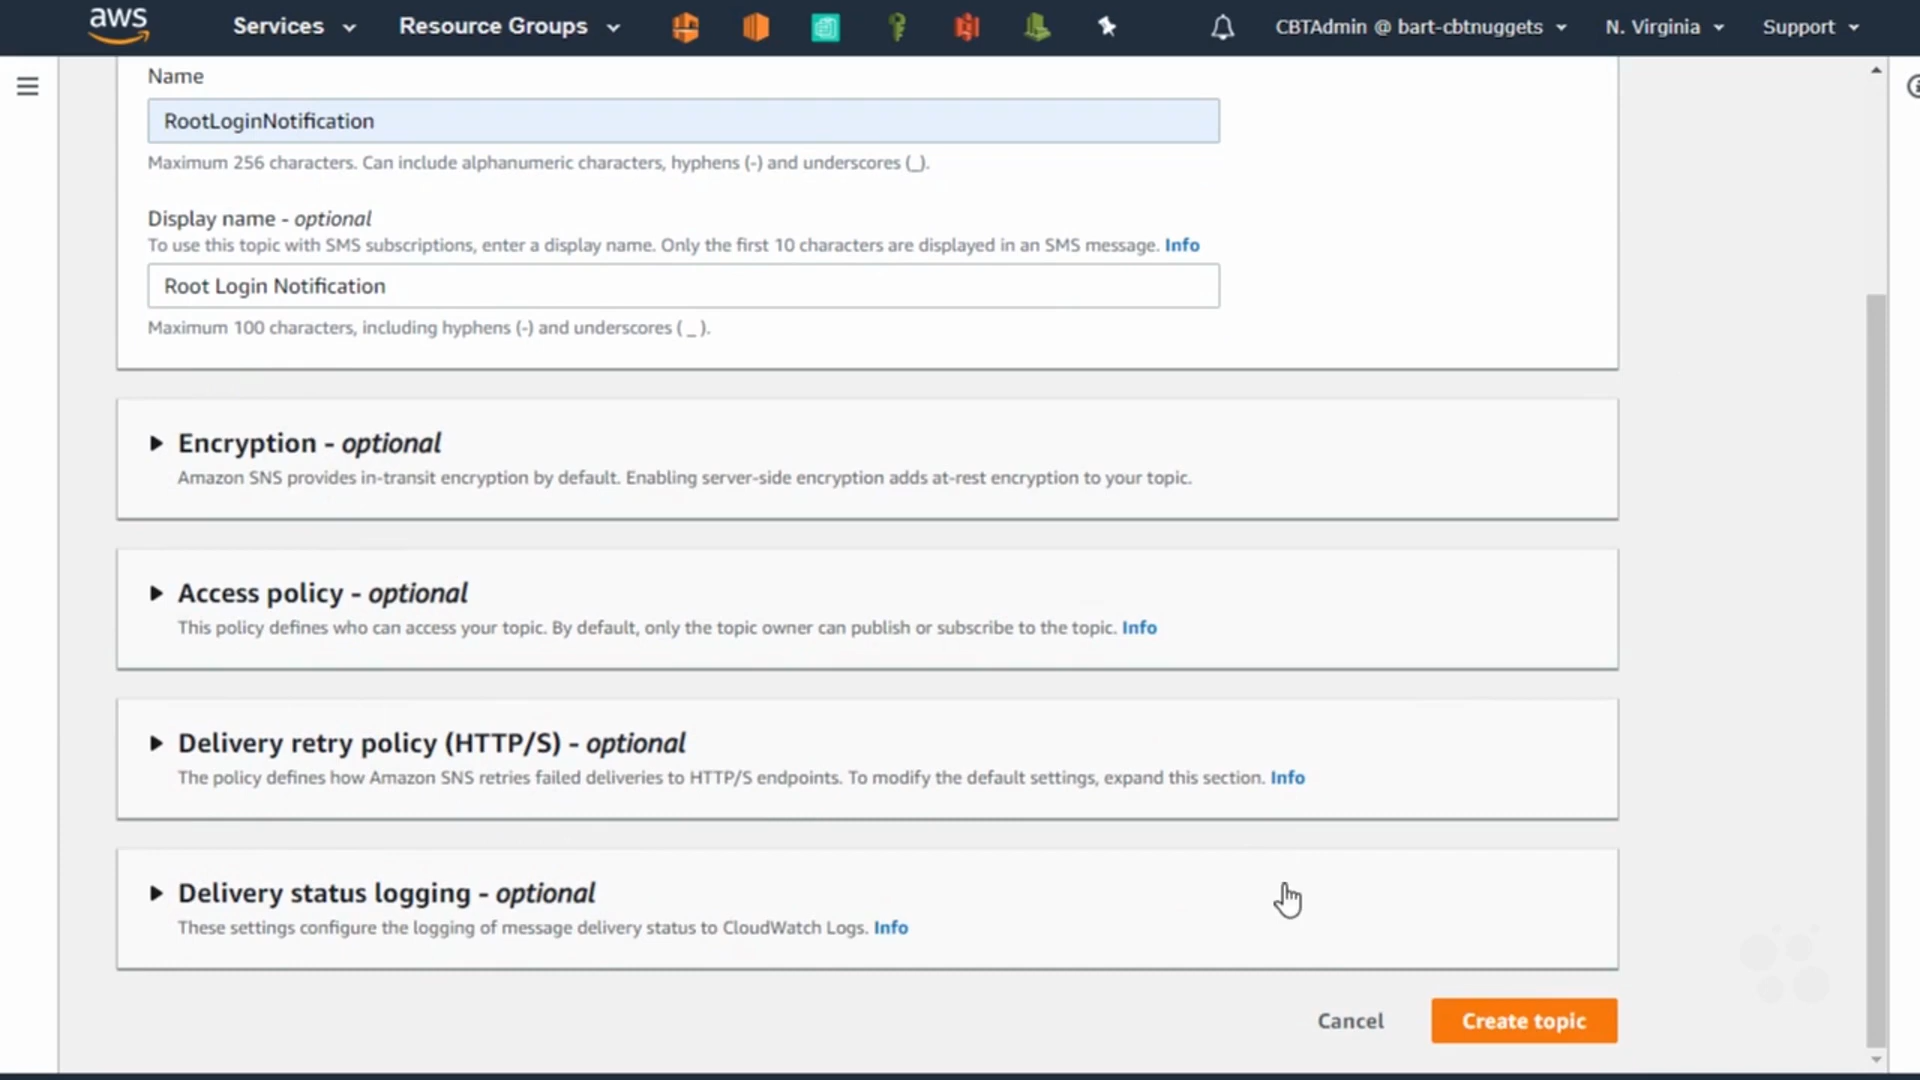 aws
Services
Resource Groups
CBTAdmin @ bart-cbtnuggets
N. Virginia
Support
Name
RootLoginNotification
Maximum 256 characters. Can include alphanumeric characters, hyphens (-) and underscores (_).
Display name - optional
To use this topic with SMS subscriptions, enter a display name. Only the first 10 characters are displayed in an SMS message. Info
Root Login Notification
Maximum 100 characters, including hyphens (-) and underscores ( _ ).
Encryption - optional
Amazon SNS provides in-transit encryption by default. Enabling server-side encryption adds at-rest encryption to your topic.
Access policy - optional
This policy defines who can access your topic. By default, only the topic owner can publish or subscribe to the topic. Info
Delivery retry policy (HTTP/S) - optional
The policy defines how Amazon SNS retries failed deliveries to HTTP/S endpoints. To modify the default settings, expand this section. Info
Delivery status logging - optional
These settings configure the logging of message delivery status to CloudWatch Logs. Info
Cancel
Create topic